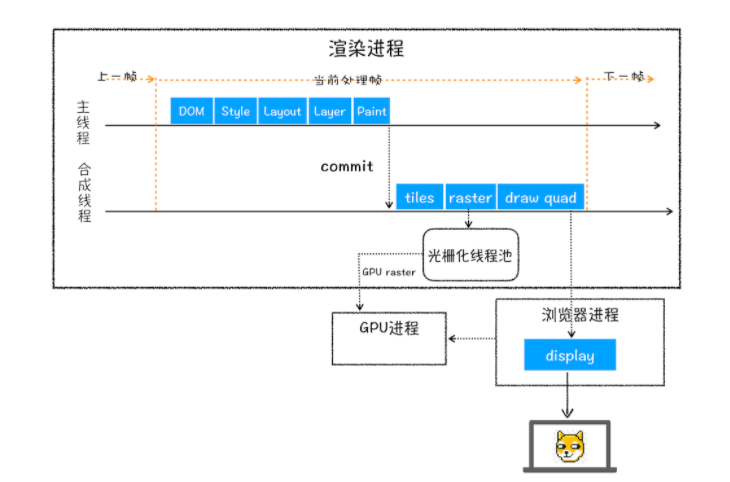 渲染进程
上一帧
当前处理帧
下一帧
主线程
DOM
Style
Layout
Layer
Paint
commit
合成线程
tiles
raster
draw quad
光栅化线程池
GPU raster
GPU进程
浏览器进程
display